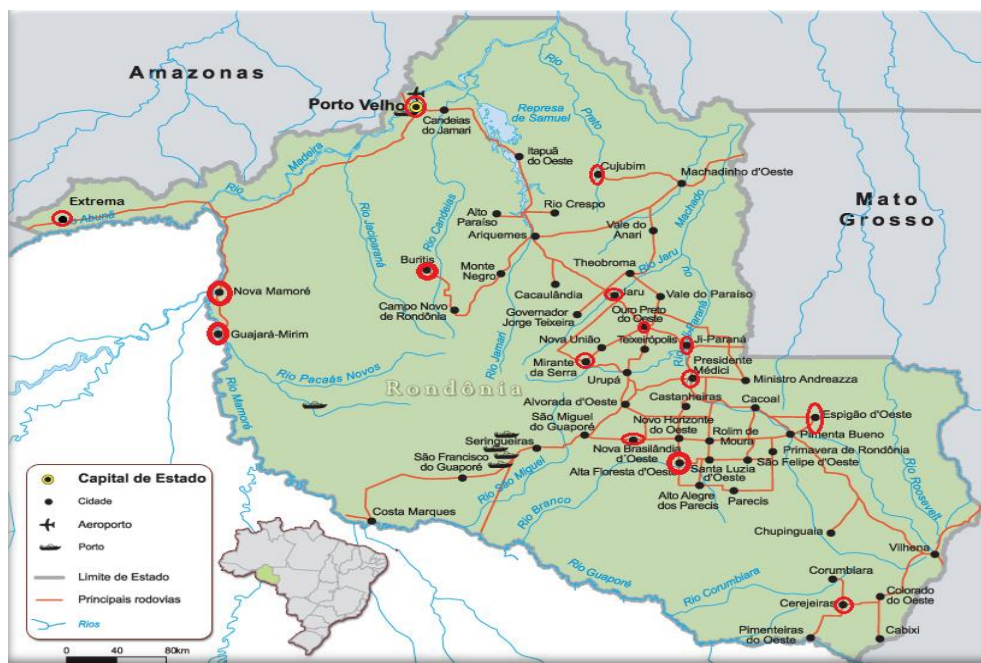 Amazonas
Porto Velho
Candeias
do Jamari
Represa
de Samuel
Rio
Preto
Itapuã
do Oeste
Cujubim
Machadinho d'Oeste
Mato
Grosso
Rio
Madeira
Extrema
Abunã
Rio Jaciparaná
Rio Candeias
Alto
Paraíso
Rio Crespo
Ariquemes
Vale do
Anari
Machado
Rio Jaru
Buritis
Monte
Negro
Theobroma
Nova Mamoré
Cacaulândia
Jaru
Vale do Paraíso
Campo Novo
de Rondônia
Governador
Jorge Teixeira
Ouro Preto
do Oeste
Rio Ji-Paraná
Guajará-Mirim
Rio Jamari
Nova União
Teixeirópolis
Ji-Paraná
Mirante
da Serra
Presidente
Médici
Rio Pacaás Novos
Urupá
Ministro Andreazza
Rondônia
Rio Mamoré
Alvorada d'Oeste
Castanheiras
Cacoal
Espigão d'Oeste
São Miguel
do Guaporé
Novo Horizonte
do Oeste
Rolim de
Moura
Pimenta Bueno
Seringueiras
Nova Brasilândia
d'Oeste
Primavera de Rondônia
São Francisco
do Guaporé
Rio São Miguel
Alta Floresta d'Oeste
Santa Luzia
d'Oeste
São Felipe d'Oeste
Rio Roosevelt
Rio Branco
Alto Alegre
dos Parecis
Parecis
Costa Marques
Chupinguaia
Vilhena
Rio Guaporé
Rio Corumbiara
Corumbiara
Colorado
do Oeste
Cerejeiras
Pimenteiras
do Oeste
Cabixi
Capital de Estado
Cidade
Aeroporto
Porto
Limite de Estado
Principais rodovias
Rios
0 40 80km